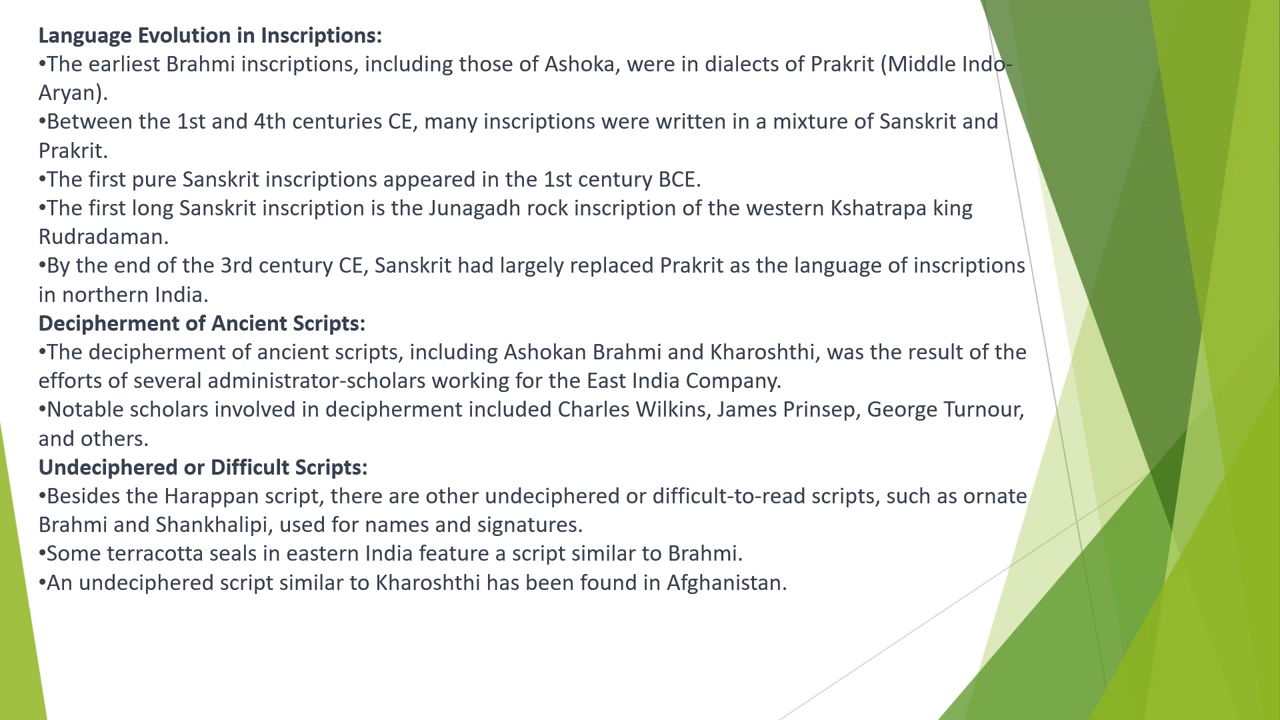 Language Evolution in Inscriptions:
•The earliest Brahmi inscriptions, including those of Ashoka, were in dialects of Prakrit (Middle Indo-
Aryan).
•Between the 1st and 4th centuries CE, many inscriptions were written in a mixture of Sanskrit and
Prakrit.
•The first pure Sanskrit inscriptions appeared in the 1st century BCE.
•The first long Sanskrit inscription is the Junagadh rock inscription of the western Kshatrapa king
Rudradaman.
•By the end of the 3rd century CE, Sanskrit had largely replaced Prakrit as the language of inscriptions
in northern India.
Decipherment of Ancient Scripts:
•The decipherment of ancient scripts, including Ashokan Brahmi and Kharoshthi, was the result of the
efforts of several administrator-scholars working for the East India Company.
•Notable scholars involved in decipherment included Charles Wilkins, James Prinsep, George Turnour,
and others.
Undeciphered or Difficult Scripts:
•Besides the Harappan script, there are other undeciphered or difficult-to-read scripts, such as ornate
Brahmi and Shankhalipi, used for names and signatures.
•Some terracotta seals in eastern India feature a script similar to Brahmi.
•An undeciphered script similar to Kharoshthi has been found in Afghanistan.